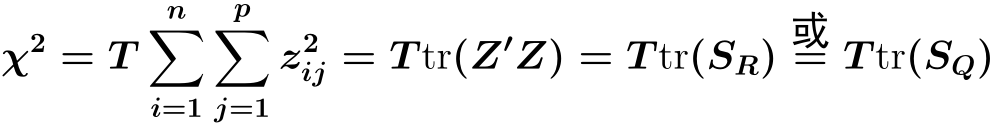 χ² = T ∑_{i=1}^{n} ∑_{j=1}^{p} z_{ij}^{2} = T tr(Z′Z) = T tr(S_R) 或= T tr(S_Q)